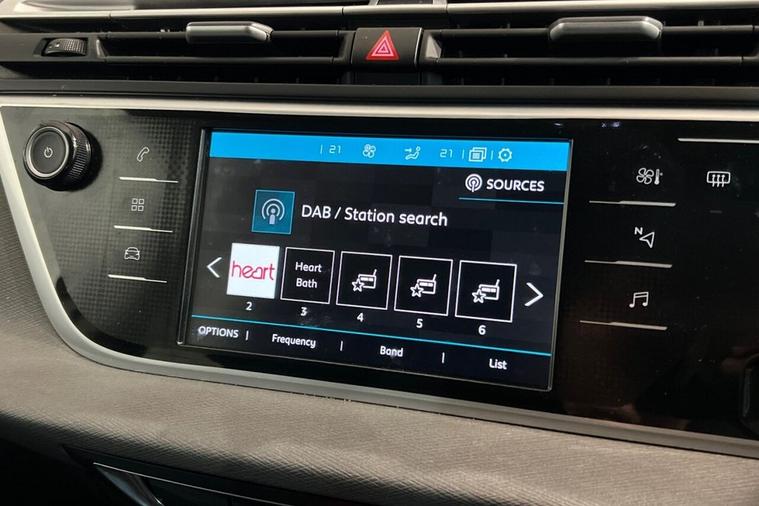 21
21
SOURCES
DAB / Station search
heart
Heart
Bath
2
3
4
5
6
OPTIONS
Frequency
Band
List
N